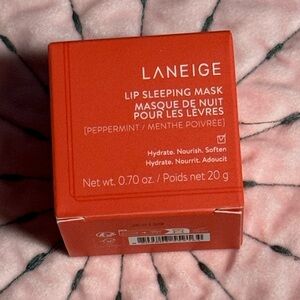 LANEIGE
LIP SLEEPING MASK
MASQUE DE NUIT
POUR LES LÈVRES
[PEPPERMINT / MENTHE POIVRÉE]
Hydrate. Nourish. Soften
Hydrate. Nourrit. Adoucit
Net wt. 0.70 oz. / Poids net 20 g